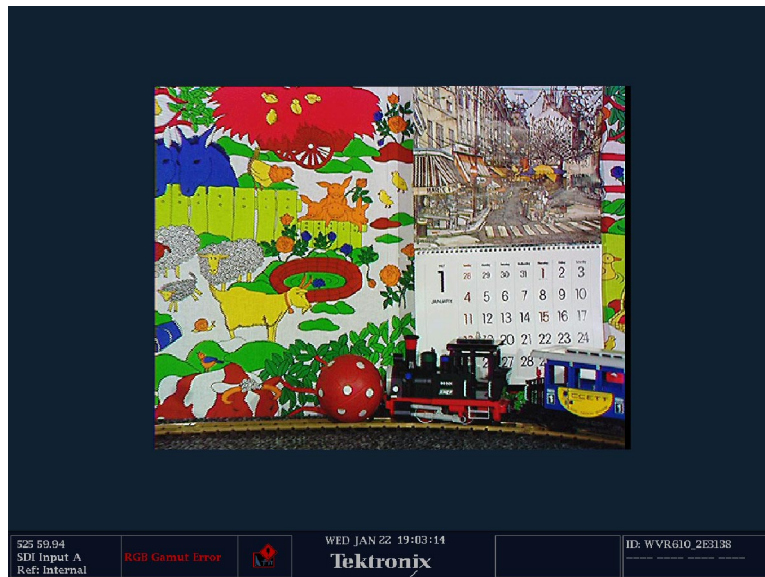 1
JANUARY
28 29 30 31 1 2 3
4 5 6 7 8 9 10
11 12 13 14 15 16 17
20 21 22 23 24
27 28
525 59.94
SDI Input A
Ref: Internal
RGB Gamut Error
WED JAN 22 19:03:14
Tektronix
ID: WVR610_2E3138
---- ---- ---- ----